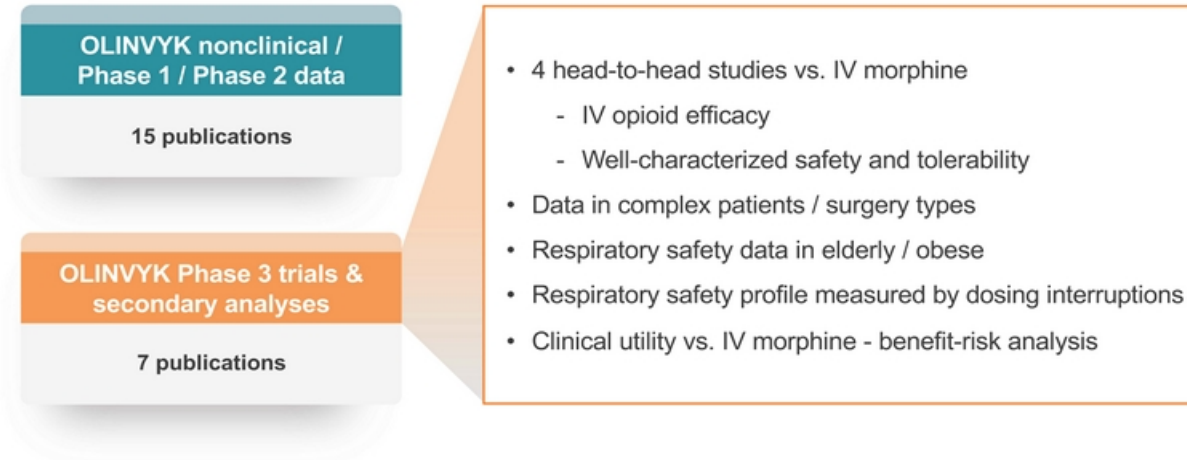 OLINVYK nonclinical /
Phase 1 / Phase 2 data
15 publications
OLINVYK Phase 3 trials &
secondary analyses
7 publications
• 4 head-to-head studies vs. IV morphine
- IV opioid efficacy
- Well-characterized safety and tolerability
• Data in complex patients / surgery types
• Respiratory safety data in elderly / obese
• Respiratory safety profile measured by dosing interruptions
• Clinical utility vs. IV morphine - benefit-risk analysis